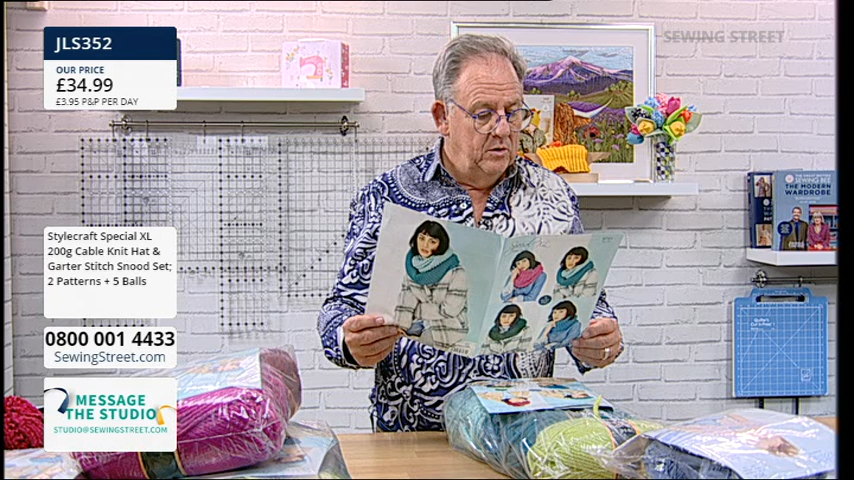 JLS352
OUR PRICE
£34.99
£3.95 P&P PER DAY
SEWING STREET
Stylecraft Special XL
200g Cable Knit Hat &
Garter Stitch Snood Set;
2 Patterns + 5 Balls
0800 001 4433
SewingStreet.com
MESSAGE
THE STUDIO
STUDIO@SEWINGSTREET.COM
SEWING BEE
THE MODERN
WARDROBE